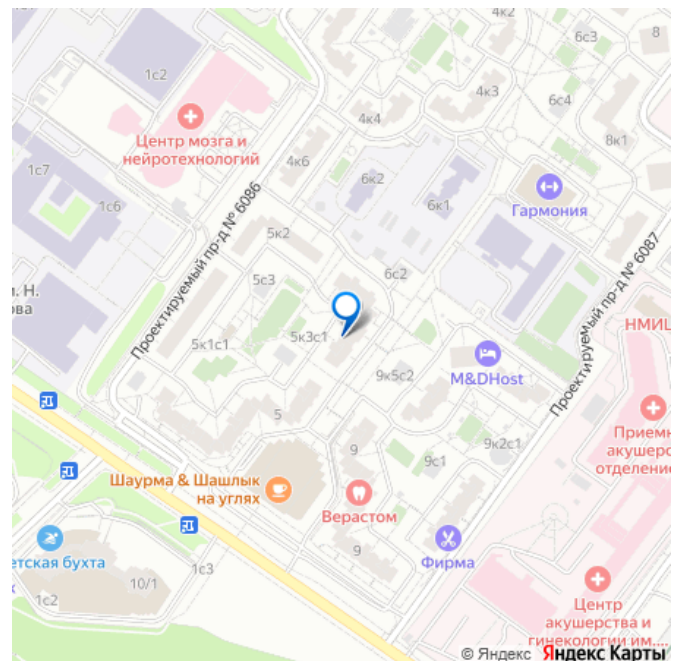 4к2
6с3
8
1с2
4к3
6с4
4к4
8к1
Центр мозга и
нейротехнологий
4к6
1с7
6к2
Гармония
1с6
6к1
Проектируемый пр-д № 6086
5к2
Проектируемый пр-д № 6087
6с2
5с3
л. Н.
ова
НМИЦ
5к3с1
5к1с1
9к5с2
M&DHost
5
Приемн
акушерс
отделение
9
9к2с1
9с1
Шаурма & Шашлык
на углях
Верастом
Фирма
9
етская бухта
1с3
10/1
1с2
к
Центр
акушерства и
гинекологии им....
© Яндекс Яндекс Карты